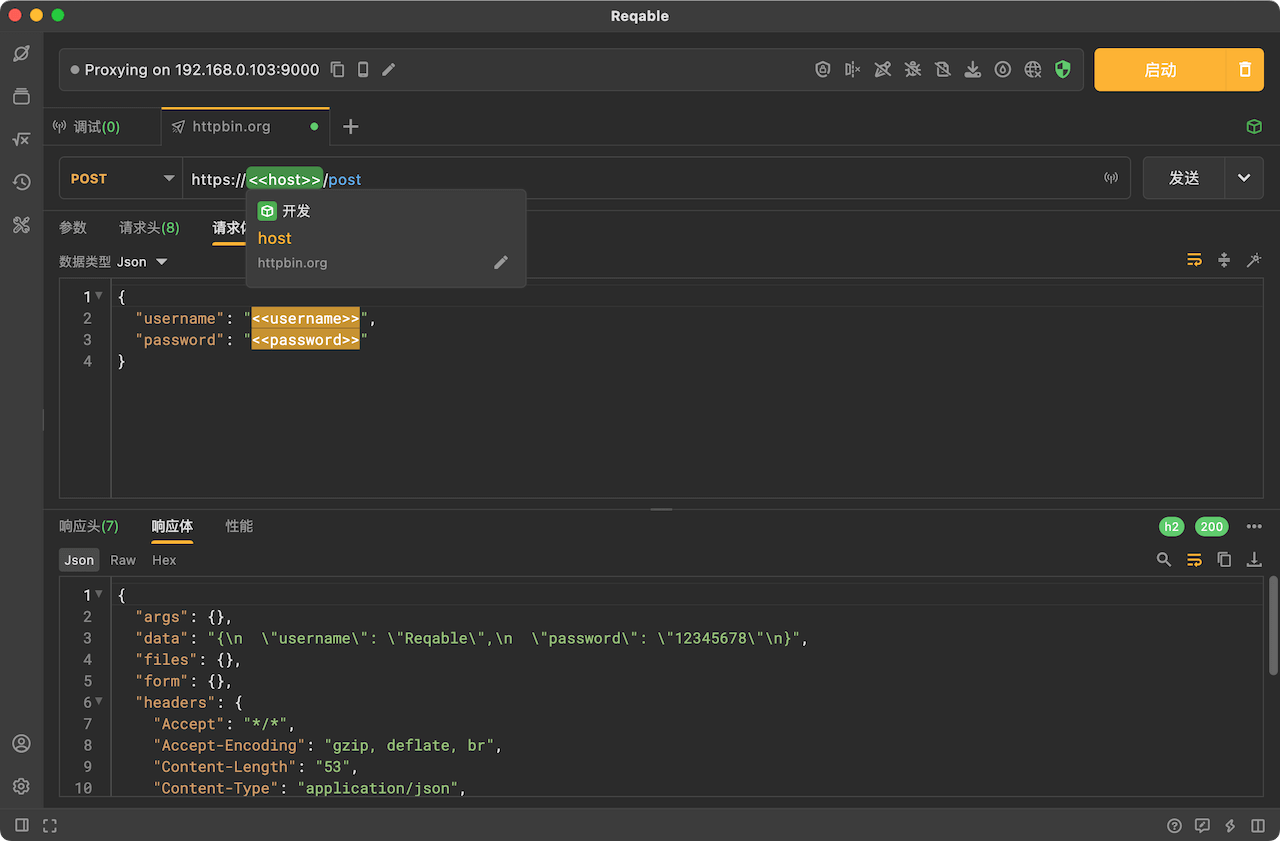 Reqable
Proxying on 192.168.0.103:9000
启动
调试(0)
httpbin.org
POST
https://<<host>>/post
发送
开发
host
httpbin.org
参数
请求头(8)
请求体
数据类型 Json
1 {
2 "username": "<<username>>",
3 "password": "<<password>>"
4 }
响应头(7)
响应体
性能
h2
200
Json
Raw
Hex
1 {
2 "args": {},
3 "data": "{\n  \"username\": \"Reqable\",\n  \"password\": \"12345678\"\n}",
4 "files": {},
5 "form": {},
6 "headers": {
7 "Accept": "*/*",
8 "Accept-Encoding": "gzip, deflate, br",
9 "Content-Length": "53",
10 "Content-Type": "application/json",